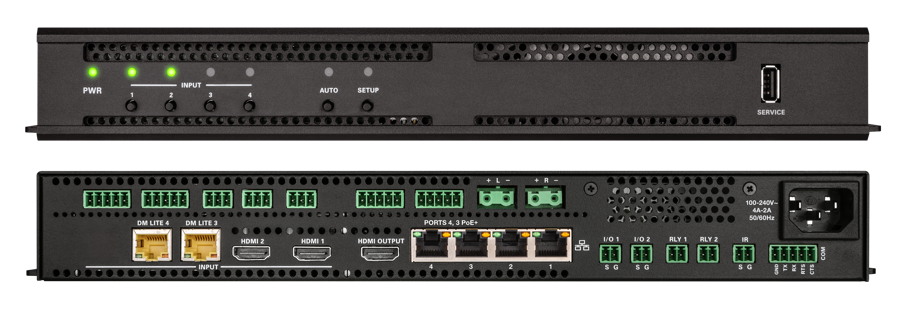 PWR
INPUT
1 2 3 4
AUTO
SETUP
SERVICE
+ L - + R -
100-240V~
4A-2A
50/60Hz
DM LITE 4 DM LITE 3
HDMI 2 HDMI 1 HDMI OUTPUT
PORTS 4, 3 PoE+
4 3 2 1
INPUT
I/O 1 I/O 2 RLY 1 RLY 2 IR
S G S G S G
GND TX RX RTS CTS
COM